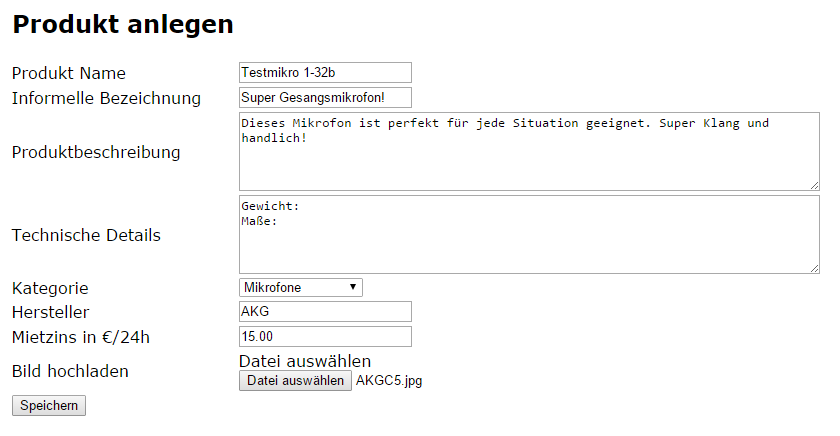 Produkt anlegen
Produkt Name Testmikro 1-32b
Informelle Bezeichnung Super Gesangsmikrofon!
Produktbeschreibung
Dieses Mikrofon ist perfekt für jede Situation geeignet. Super Klang und
handlich!
Technische Details
Gewicht:
Maße:
Kategorie Mikrofone
Hersteller AKG
Mietzins in €/24h 15.00
Bild hochladen
Datei auswählen
Datei auswählen AKGC5.jpg
Speichern